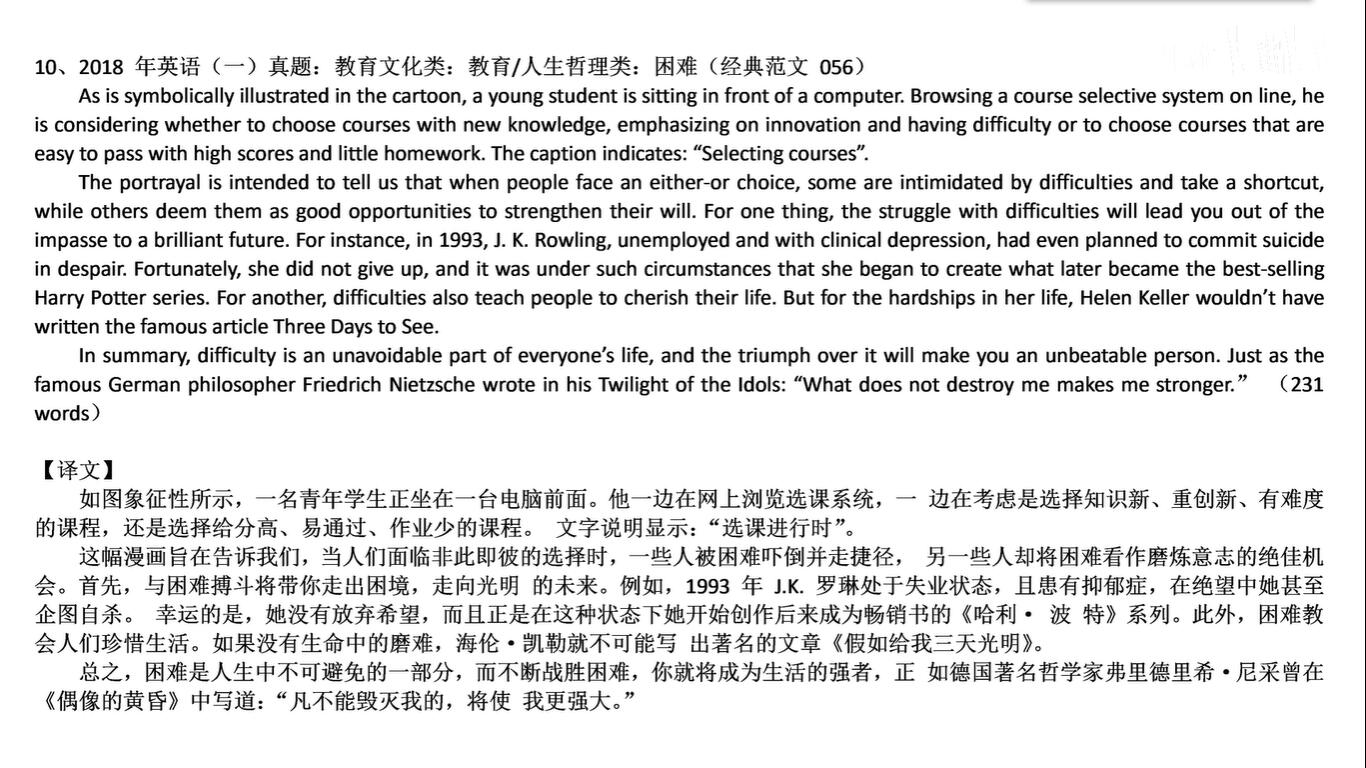 10、2018 年英语（一）真题：教育文化类：教育/人生哲理类：困难（经典范文 056）
As is symbolically illustrated in the cartoon, a young student is sitting in front of a computer. Browsing a course selective system on line, he
is considering whether to choose courses with new knowledge, emphasizing on innovation and having difficulty or to choose courses that are
easy to pass with high scores and little homework. The caption indicates: “Selecting courses”.
The portrayal is intended to tell us that when people face an either-or choice, some are intimidated by difficulties and take a shortcut,
while others deem them as good opportunities to strengthen their will. For one thing, the struggle with difficulties will lead you out of the
impasse to a brilliant future. For instance, in 1993, J. K. Rowling, unemployed and with clinical depression, had even planned to commit suicide
in despair. Fortunately, she did not give up, and it was under such circumstances that she began to create what later became the best-selling
Harry Potter series. For another, difficulties also teach people to cherish their life. But for the hardships in her life, Helen Keller wouldn’t have
written the famous article Three Days to See.
In summary, difficulty is an unavoidable part of everyone’s life, and the triumph over it will make you an unbeatable person. Just as the
famous German philosopher Friedrich Nietzsche wrote in his Twilight of the Idols: “What does not destroy me makes me stronger.” （231
words）
【译文】
如图象征性所示，一名青年学生正坐在一台电脑前面。他一边在网上浏览选课系统，一 边在考虑是选择知识新、重创新、有难度
的课程，还是选择给分高、易通过、作业少的课程。 文字说明显示：“选课进行时”。
这幅漫画旨在告诉我们，当人们面临非此即彼的选择时，一些人被困难吓倒并走捷径， 另一些人却将困难看作磨炼意志的绝佳机
会。首先，与困难搏斗将带你走出困境，走向光明 的未来。例如，1993 年 J.K. 罗琳处于失业状态，且患有抑郁症，在绝望中她甚至
企图自杀。 幸运的是，她没有放弃希望，而且正是在这种状态下她开始创作后来成为畅销书的《哈利• 波 特》系列。此外，困难教
会人们珍惜生活。如果没有生命中的磨难，海伦•凯勒就不可能写 出著名的文章《假如给我三天光明》。
总之，困难是人生中不可避免的一部分，而不断战胜困难，你就将成为生活的强者，正 如德国著名哲学家弗里德里希•尼采曾在
《偶像的黄昏》中写道：“凡不能毁灭我的，将使 我更强大。”